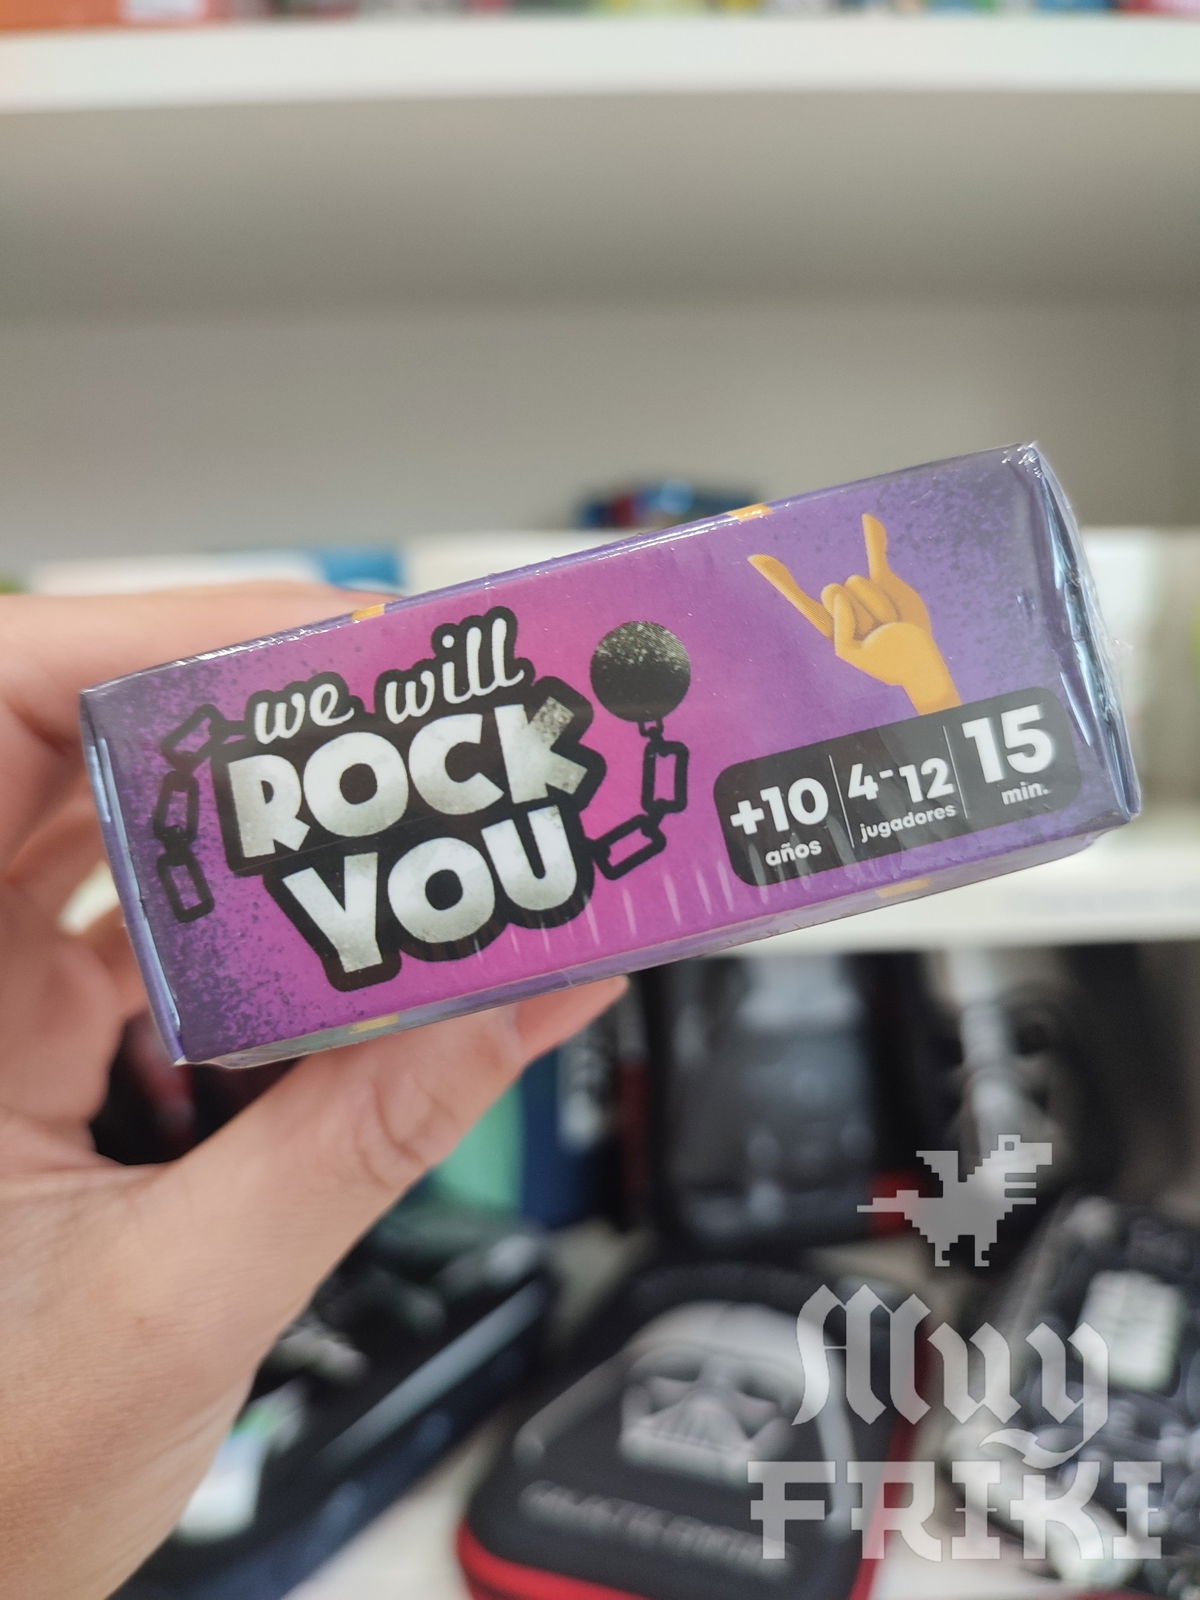 we will
ROCK
YOU
+10
años
4-12
jugadores
15
min.
Muy
FRIKI